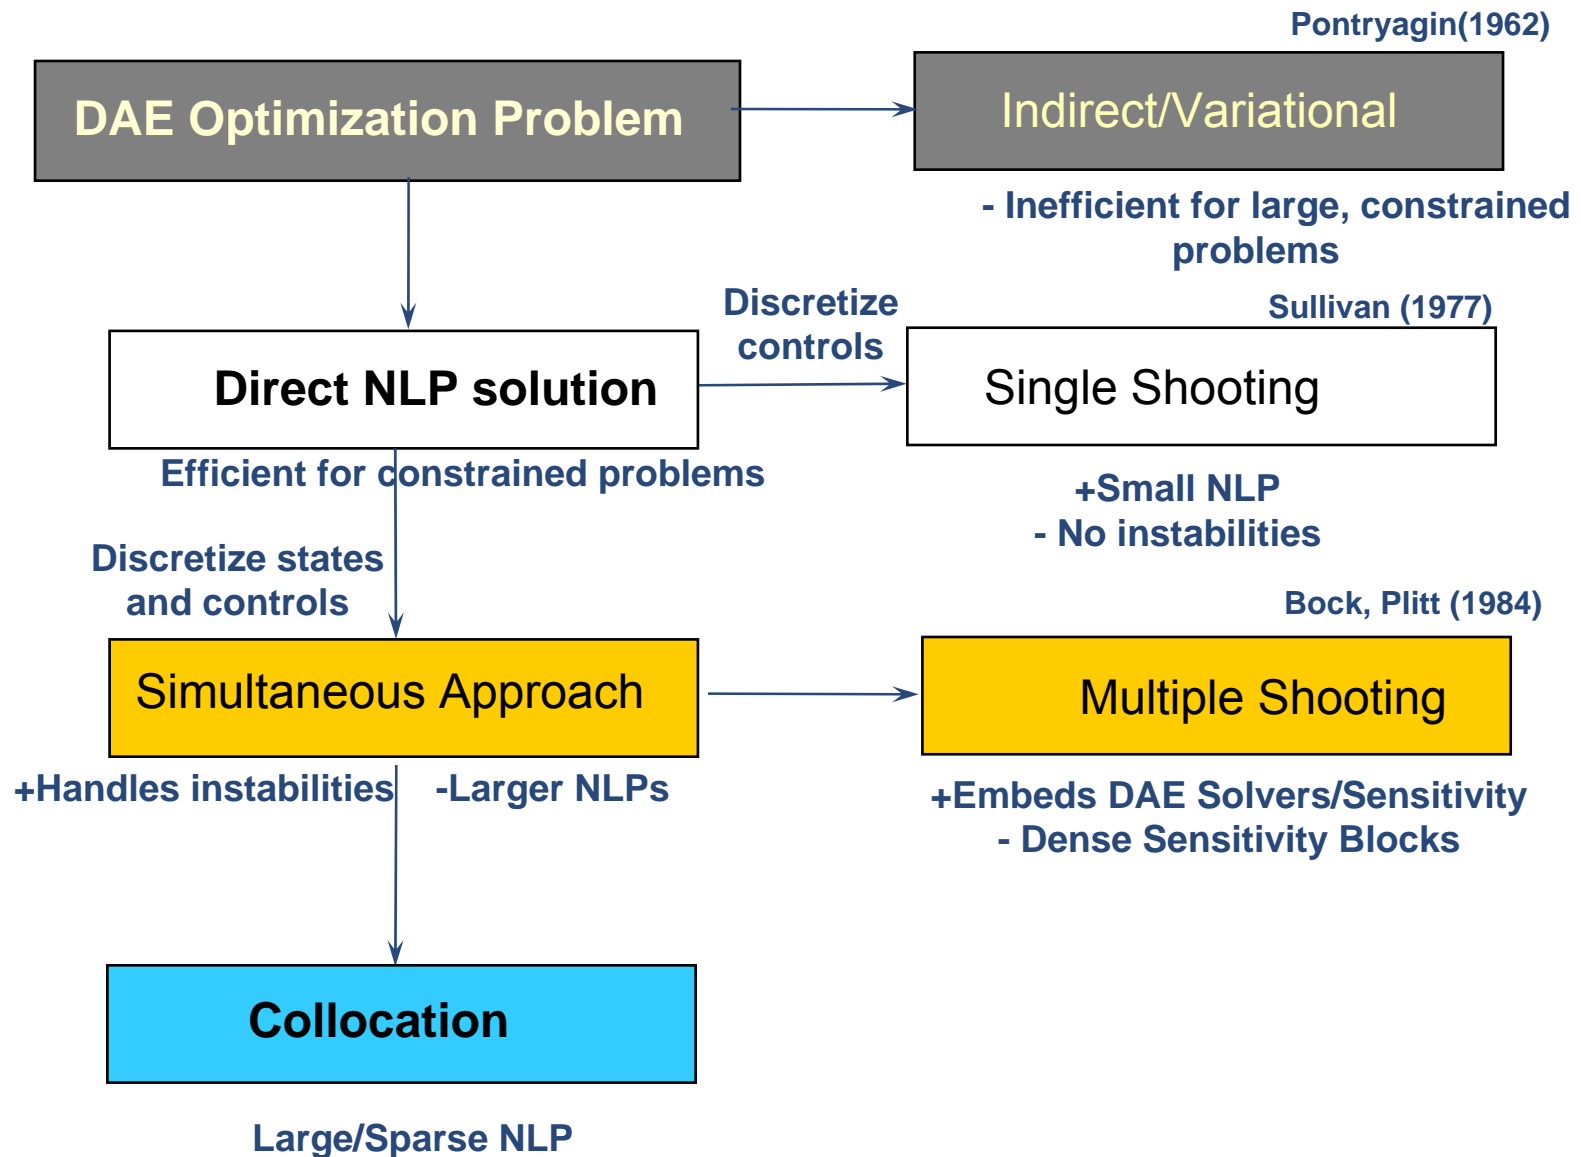 Pontryagin(1962)
DAE Optimization Problem
Indirect/Variational
- Inefficient for large, constrained
problems
Discretize
controls
Sullivan (1977)
Direct NLP solution
Single Shooting
Efficient for constrained problems
+Small NLP
- No instabilities
Discretize states
and controls
Bock, Plitt (1984)
Simultaneous Approach
Multiple Shooting
+Handles instabilities
-Larger NLPs
+Embeds DAE Solvers/Sensitivity
- Dense Sensitivity Blocks
Collocation
Large/Sparse NLP